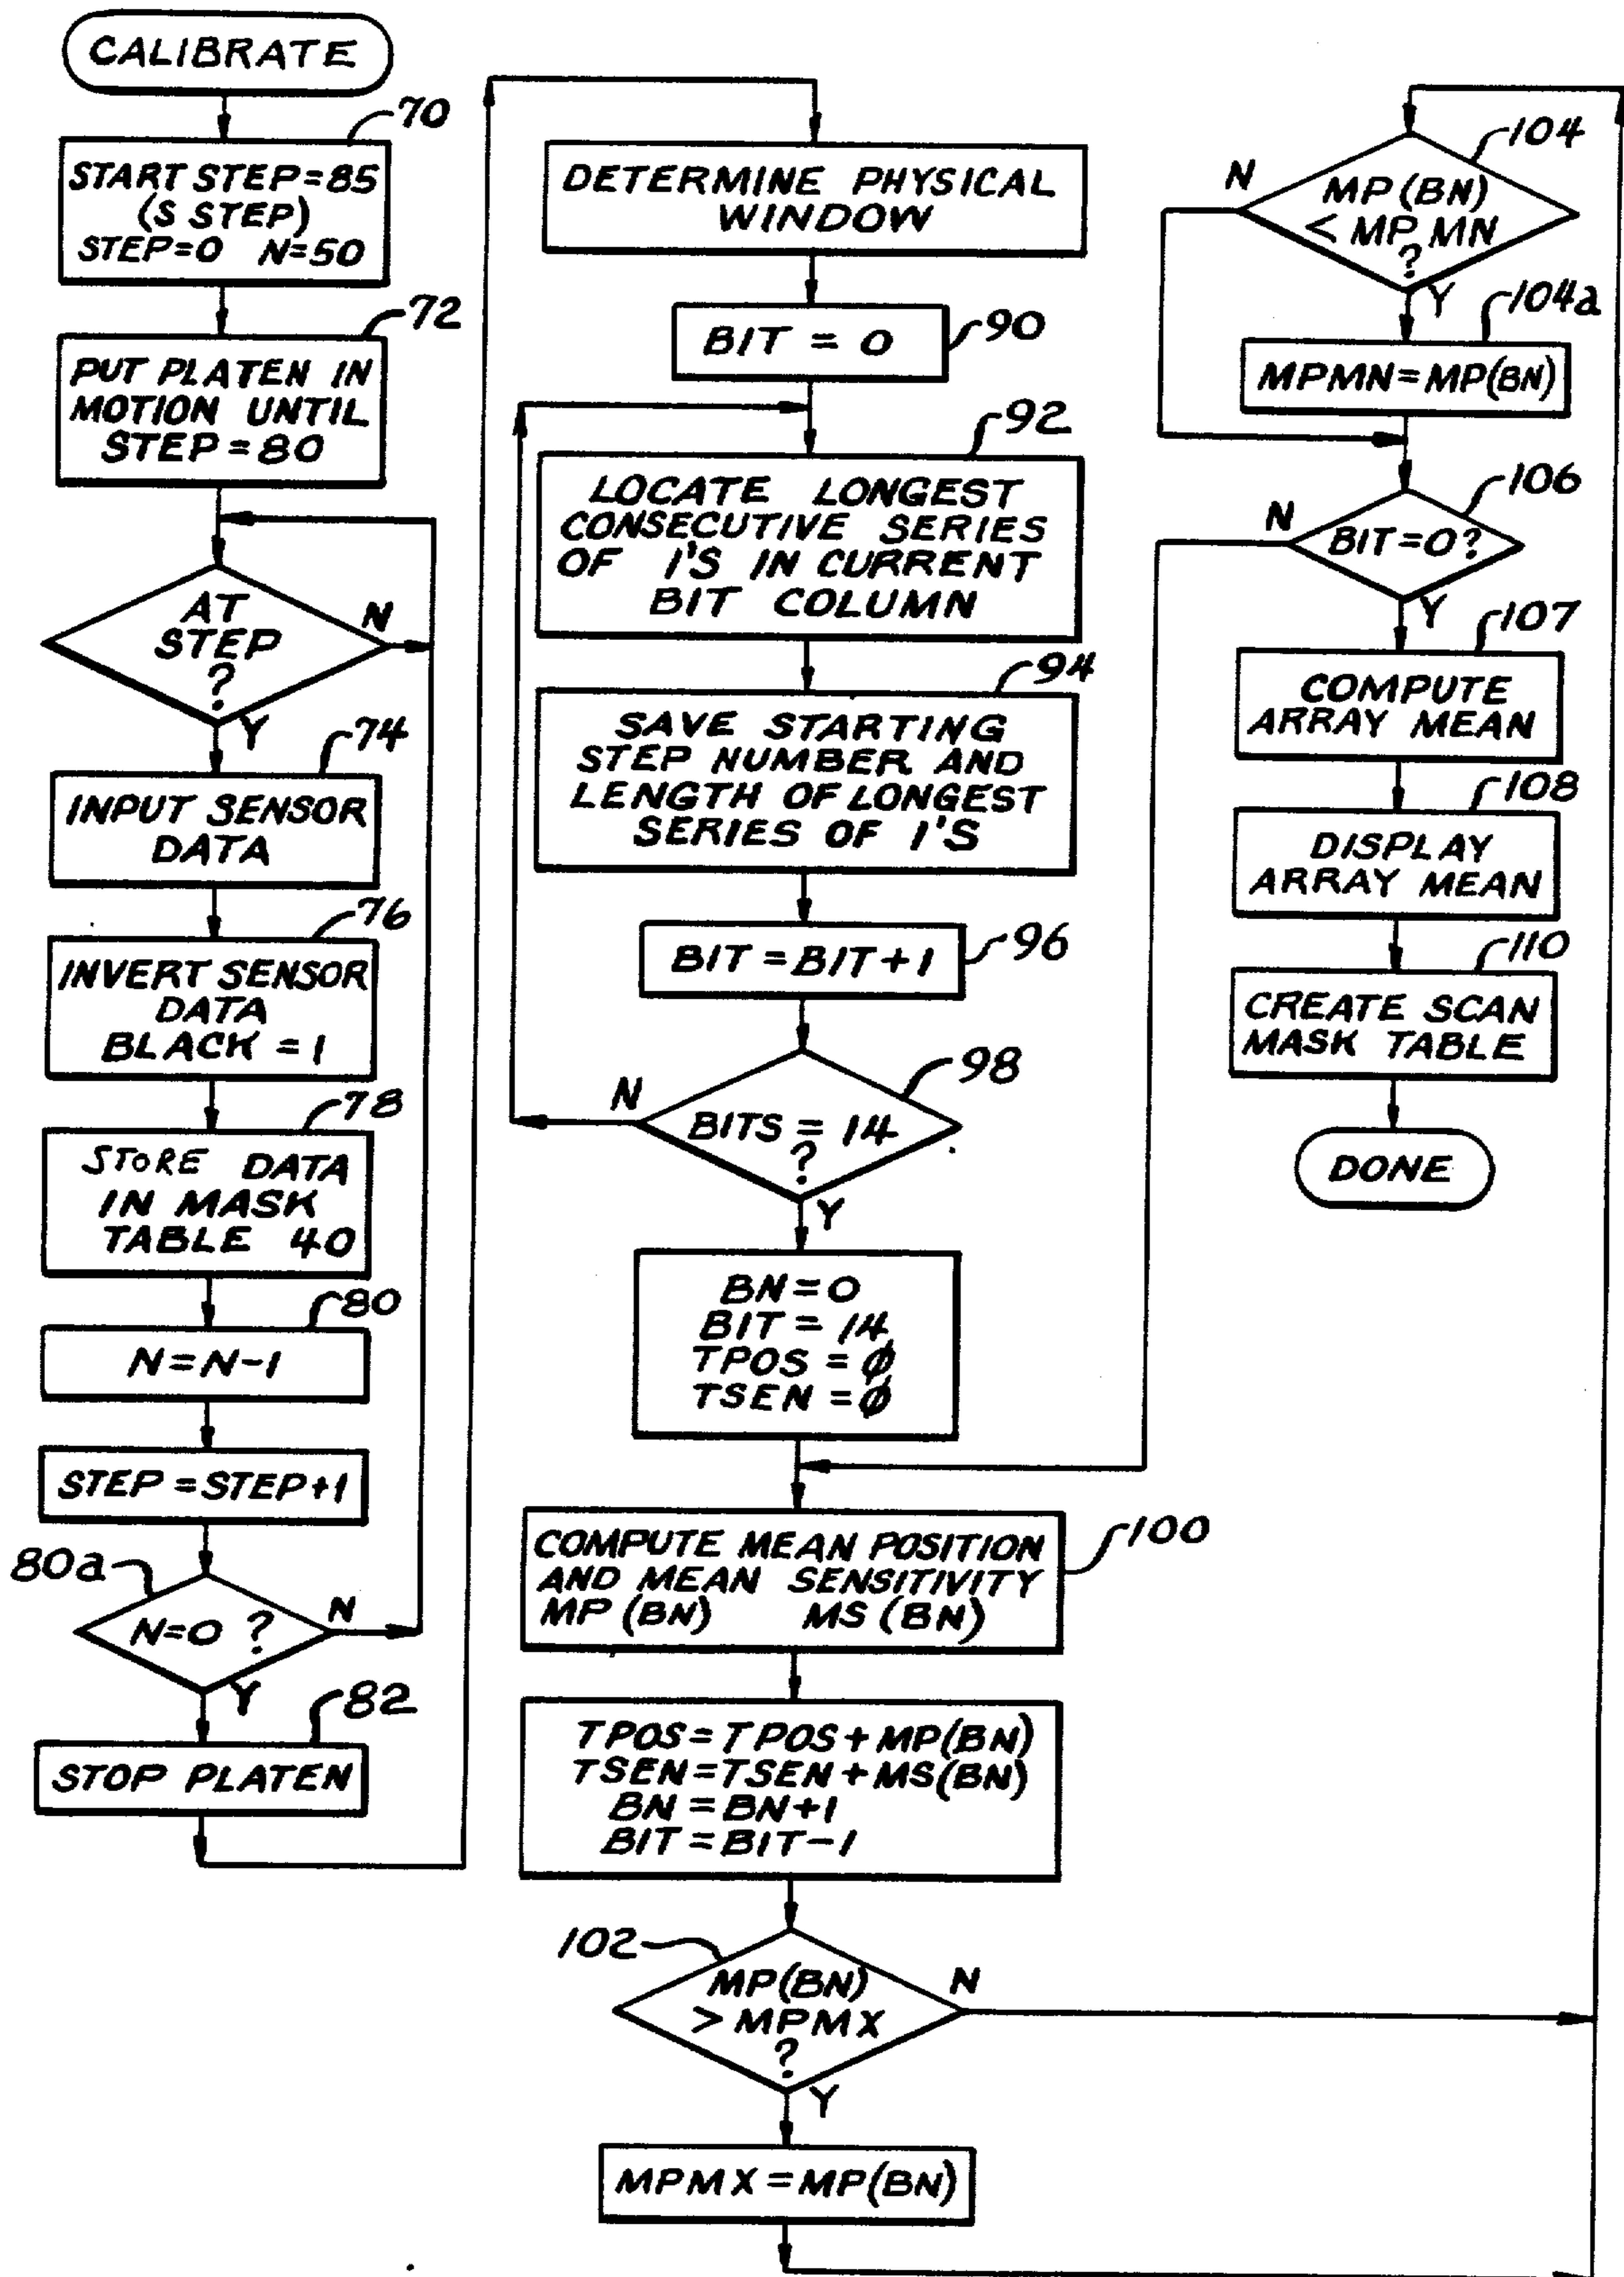 CALIBRATE
70
START STEP=85
(S STEP)
STEP=0 N=50
72
PUT PLATEN IN
MOTION UNTIL
STEP=80
AT
STEP
?
N
Y
74
INPUT SENSOR
DATA
76
INVERT SENSOR
DATA
BLACK = 1
78
STORE DATA
IN MASK
TABLE 40
80
N=N-1
STEP=STEP+1
80a
N=0 ?
N
Y
82
STOP PLATEN
DETERMINE PHYSICAL
WINDOW
BIT = 0
90
92
LOCATE LONGEST
CONSECUTIVE SERIES
OF 1'S IN CURRENT
BIT COLUMN
94
SAVE STARTING
STEP NUMBER AND
LENGTH OF LONGEST
SERIES OF 1'S
BIT=BIT+1
96
98
N
BITS = 14
?
Y
BN=0
BIT = 14
TPOS = ϕ
TSEN = ϕ
100
COMPUTE MEAN POSITION
AND MEAN SENSITIVITY
MP (BN) MS (BN)
TPOS=TPOS+MP(BN)
TSEN=TSEN+MS(BN)
BN=BN+1
BIT=BIT-1
102
MP(BN)
> MPMX
?
N
Y
MPMX=MP(BN)
104
N
MP(BN)
< MPMN
?
Y
104a
MPMN=MP(BN)
106
N
BIT=0?
Y
107
COMPUTE
ARRAY MEAN
108
DISPLAY
ARRAY MEAN
110
CREATE SCAN
MASK TABLE
DONE